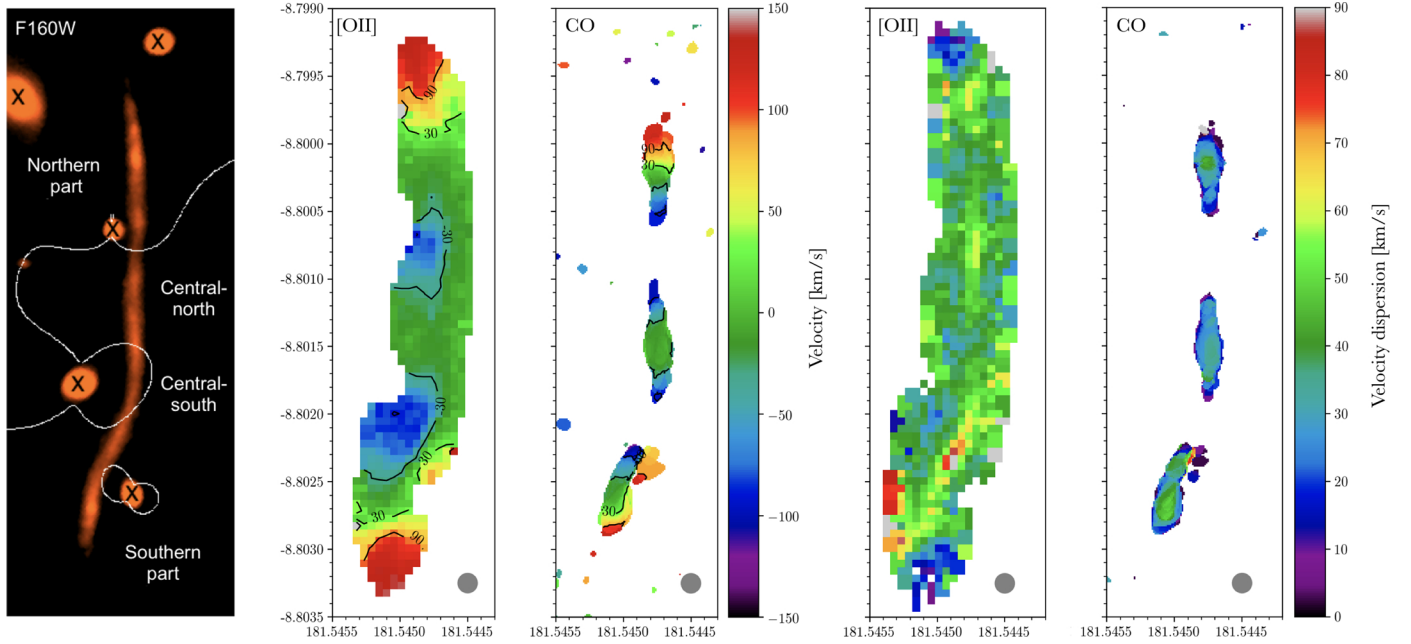 F160W
X
X
Northern part
X
Central-north
X
Central-south
X
Southern part
[OII]
-8.7990
-8.7995
-8.8000
-8.8005
-8.8010
-8.8015
-8.8020
-8.8025
-8.8030
-8.8035
90
30
-30
-30
30
30
90
181.5455 181.5450 181.5445
CO
90
30
30
181.5450 181.5445
150
100
50
0
−50
−100
−150
Velocity [km/s]
[OII]
181.5455 181.5450 181.5445
CO
181.5450 181.5445
90
80
70
60
50
40
30
20
10
0
Velocity dispersion [km/s]